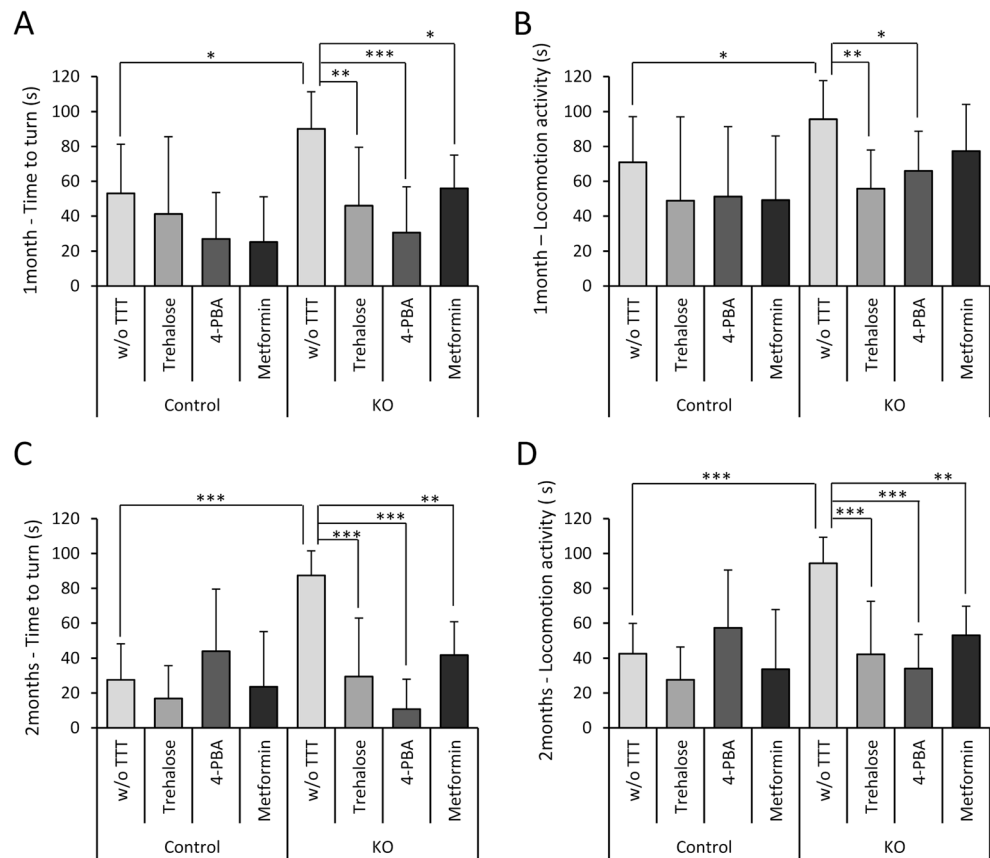 A
*
*
***
**
1month - Time to turn (s)
120
100
80
60
40
20
0
w/o TTT
Trehalose
4-PBA
Metformin
w/o TTT
Trehalose
4-PBA
Metformin
Control
KO
B
*
*
**
1month – Locomotion activity (s)
120
100
80
60
40
20
0
w/o TTT
Trehalose
4-PBA
Metformin
w/o TTT
Trehalose
4-PBA
Metformin
Control
KO
C
***
**
***
***
2months - Time to turn (s)
120
100
80
60
40
20
0
w/o TTT
Trehalose
4-PBA
Metformin
w/o TTT
Trehalose
4-PBA
Metformin
Control
KO
D
***
**
***
***
2months - Locomotion activity ( s)
120
100
80
60
40
20
0
w/o TTT
Trehalose
4-PBA
Metformin
w/o TTT
Trehalose
4-PBA
Metformin
Control
KO